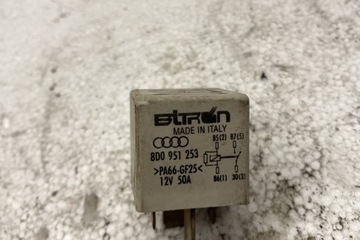 BITRON
MADE IN ITALY
8D0 951 253
>PA66-GF25<
12V 50A
85(2) 87(5)
86(1) 30(3)